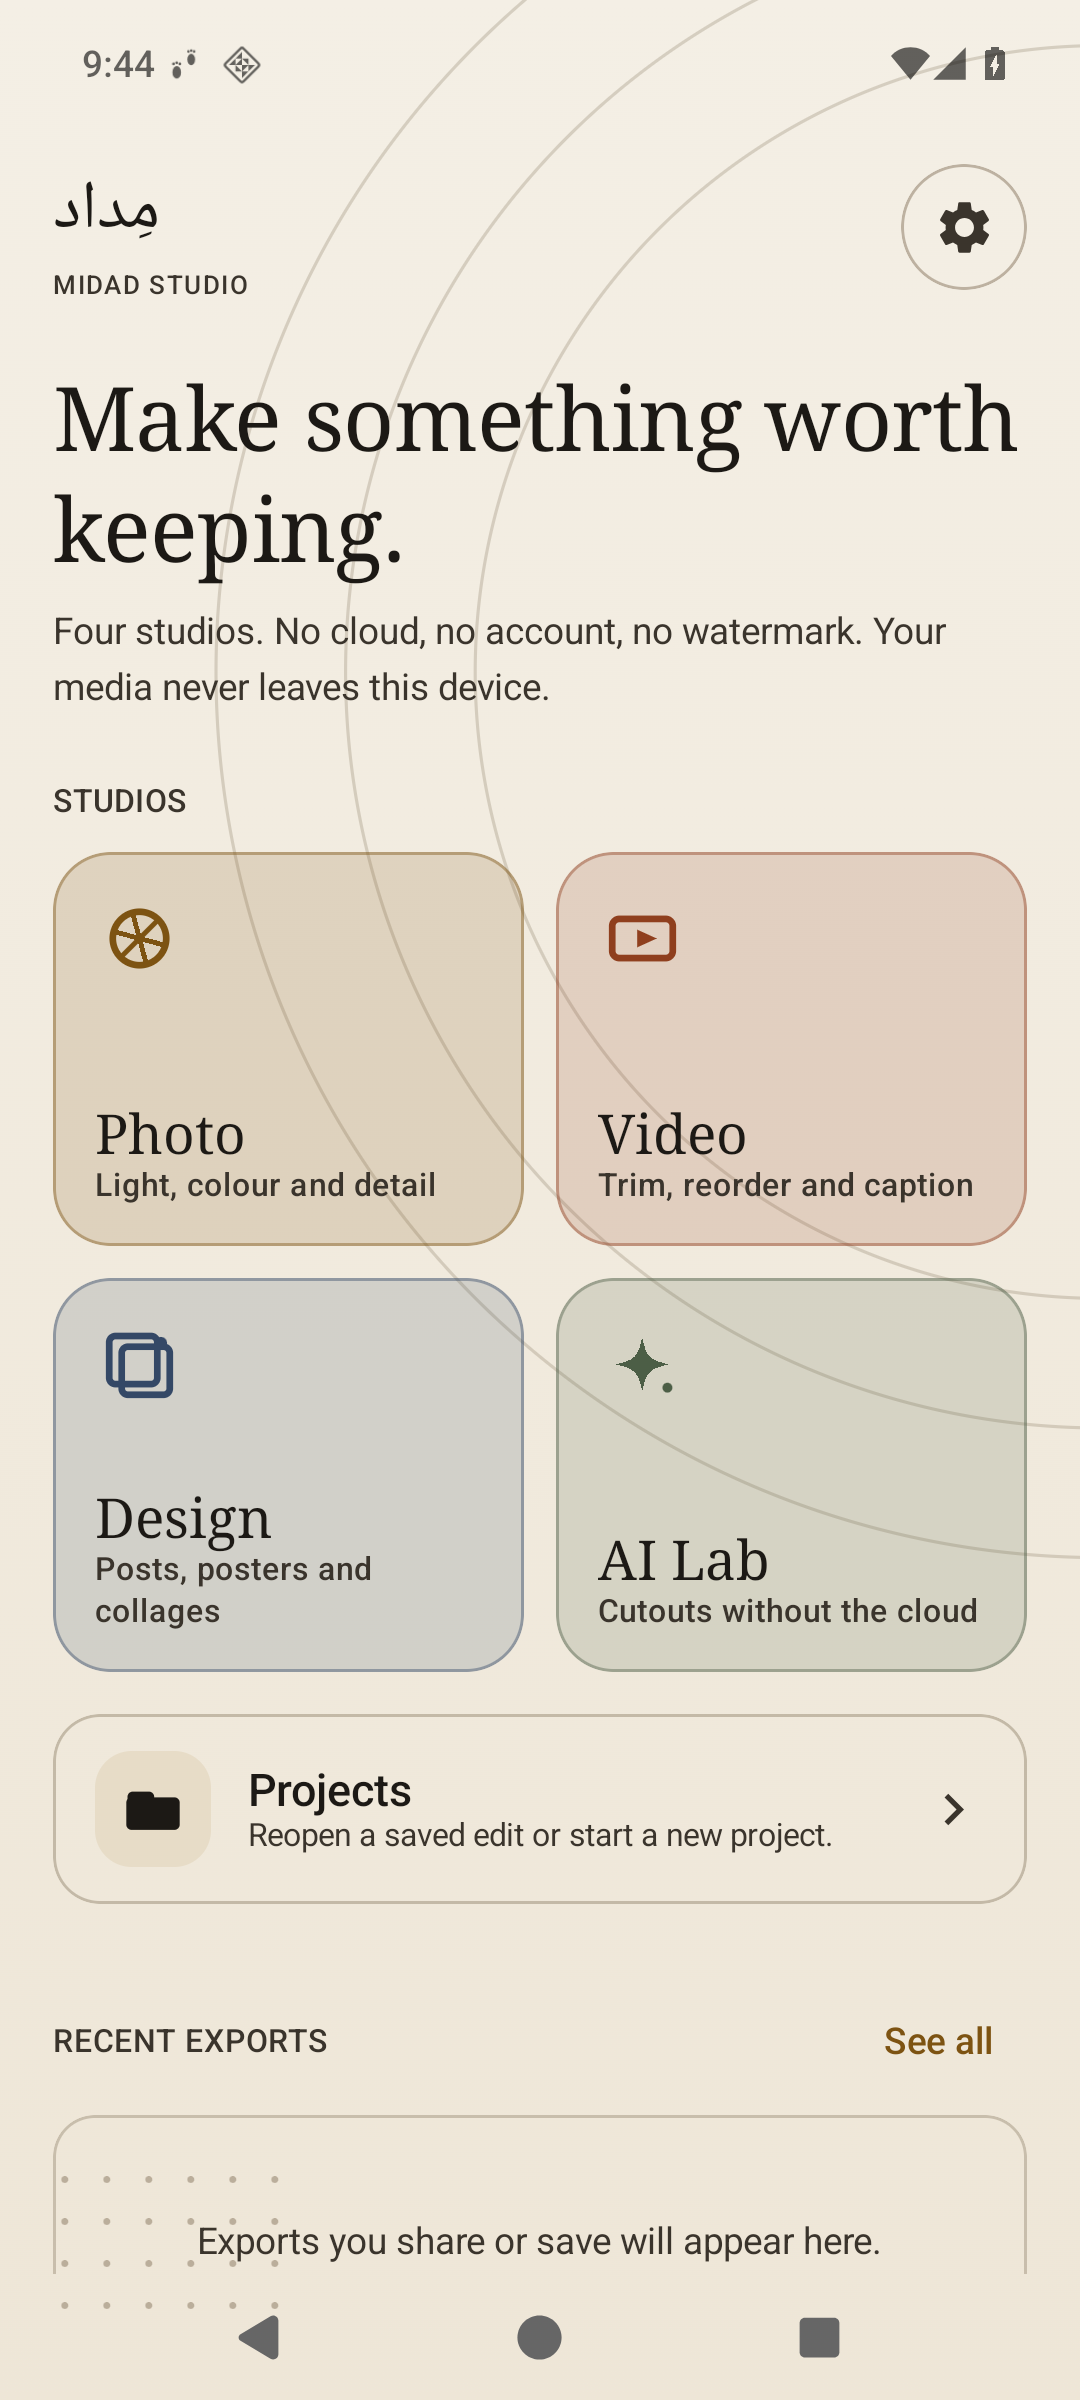 9:44
مِداد
MIDAD STUDIO
Make something worth
keeping.
Four studios. No cloud, no account, no watermark. Your
media never leaves this device.
STUDIOS
Photo
Light, colour and detail
Video
Trim, reorder and caption
Design
Posts, posters and
collages
AI Lab
Cutouts without the cloud
Projects
Reopen a saved edit or start a new project.
RECENT EXPORTS
See all
Exports you share or save will appear here.